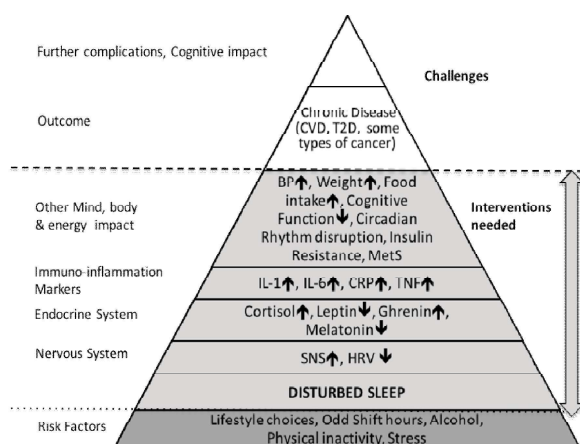 Further complications, Cognitive impact
Challenges
Outcome
Chronic Disease
(CVD, T2D, some
types of cancer)
Other Mind, body
& energy impact
BP↑, Weight↑, Food
intake↑, Cognitive
Function↓, Circadian
Rhythm disruption, Insulin
Resistance, MetS
Interventions
needed
Immuno-inflammation
Markers
IL-1↑, IL-6↑, CRP↑, TNF↑
Endocrine System
Cortisol↑, Leptin↓, Ghrenin↑,
Melatonin↓
Nervous System
SNS↑, HRV↓
DISTURBED SLEEP
Risk Factors
Lifestyle choices, Odd Shift hours, Alcohol,
Physical inactivity, Stress